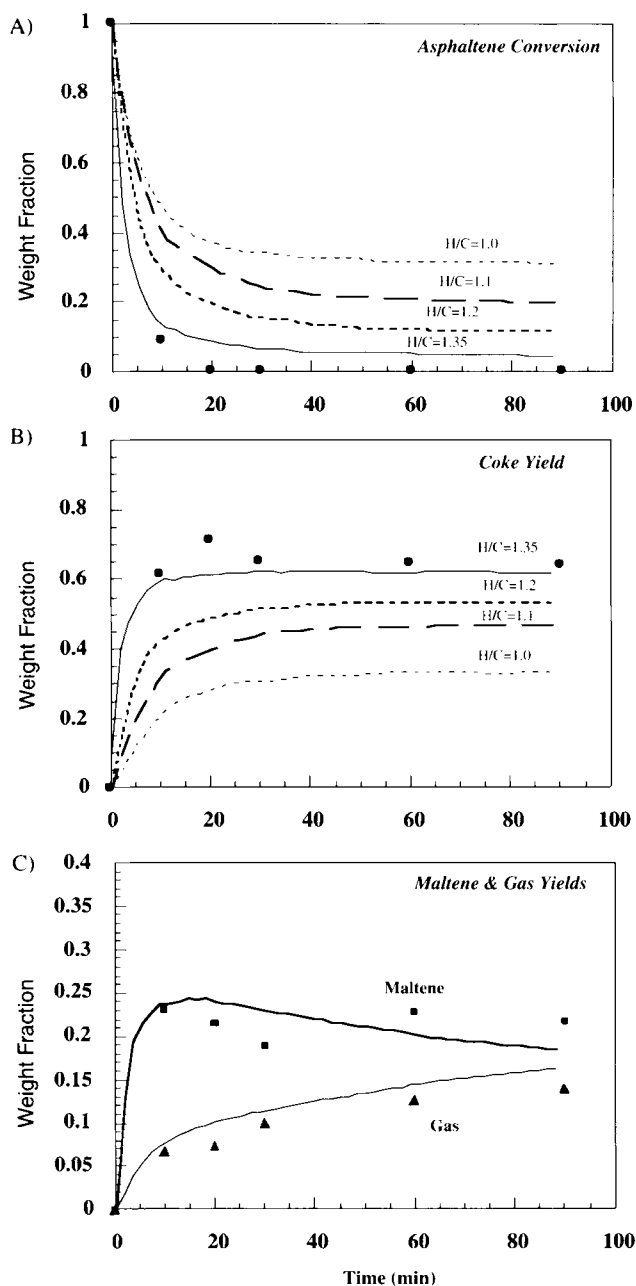 A)
Asphaltene Conversion
1
0.8
0.6
0.4
0.2
0
Weight Fraction
H/C=1.0
H/C=1.1
H/C=1.2
H/C=1.35
0 20 40 60 80 100
B)
Coke Yield
1
0.8
0.6
0.4
0.2
0
Weight Fraction
H/C=1.35
H/C=1.2
H/C=1.1
H/C=1.0
0 20 40 60 80 100
C)
Maltene & Gas Yields
0.4
0.35
0.3
0.25
0.2
0.15
0.1
0.05
0
Weight Fraction
Maltene
Gas
0 20 40 60 80 100
Time (min)